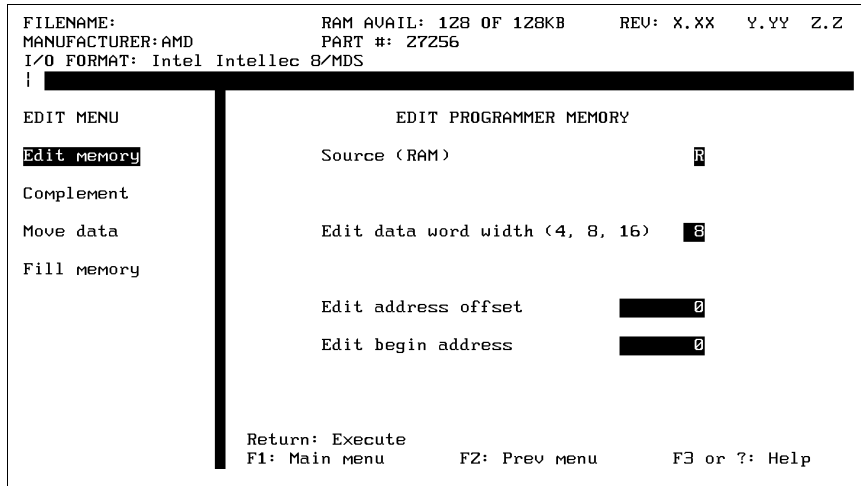 FILENAME: RAM AVAIL: 128 OF 128KB REV: X.XX Y.YY Z.Z
MANUFACTURER:AMD PART #: 27256
I/O FORMAT: Intel Intellec 8/MDS
|
EDIT MENU EDIT PROGRAMMER MEMORY
Edit memory Source (RAM) R
Complement
Move data Edit data word width (4, 8, 16) 8
Fill memory
Edit address offset 0
Edit begin address 0
Return: Execute
F1: Main menu F2: Prev menu F3 or ?: Help